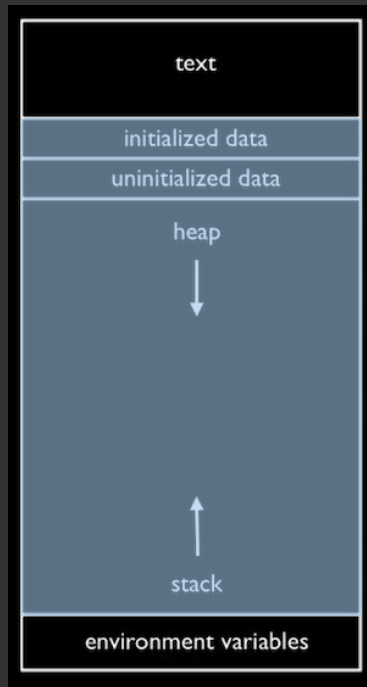 text
initialized data
uninitialized data
heap
stack
environment variables